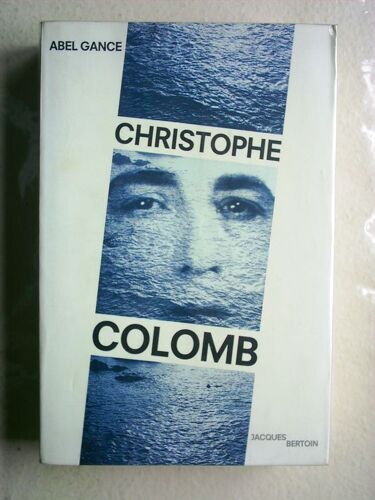 ABEL GANCE
CHRISTOPHE
COLOMB
JACQUES
BERTOIN